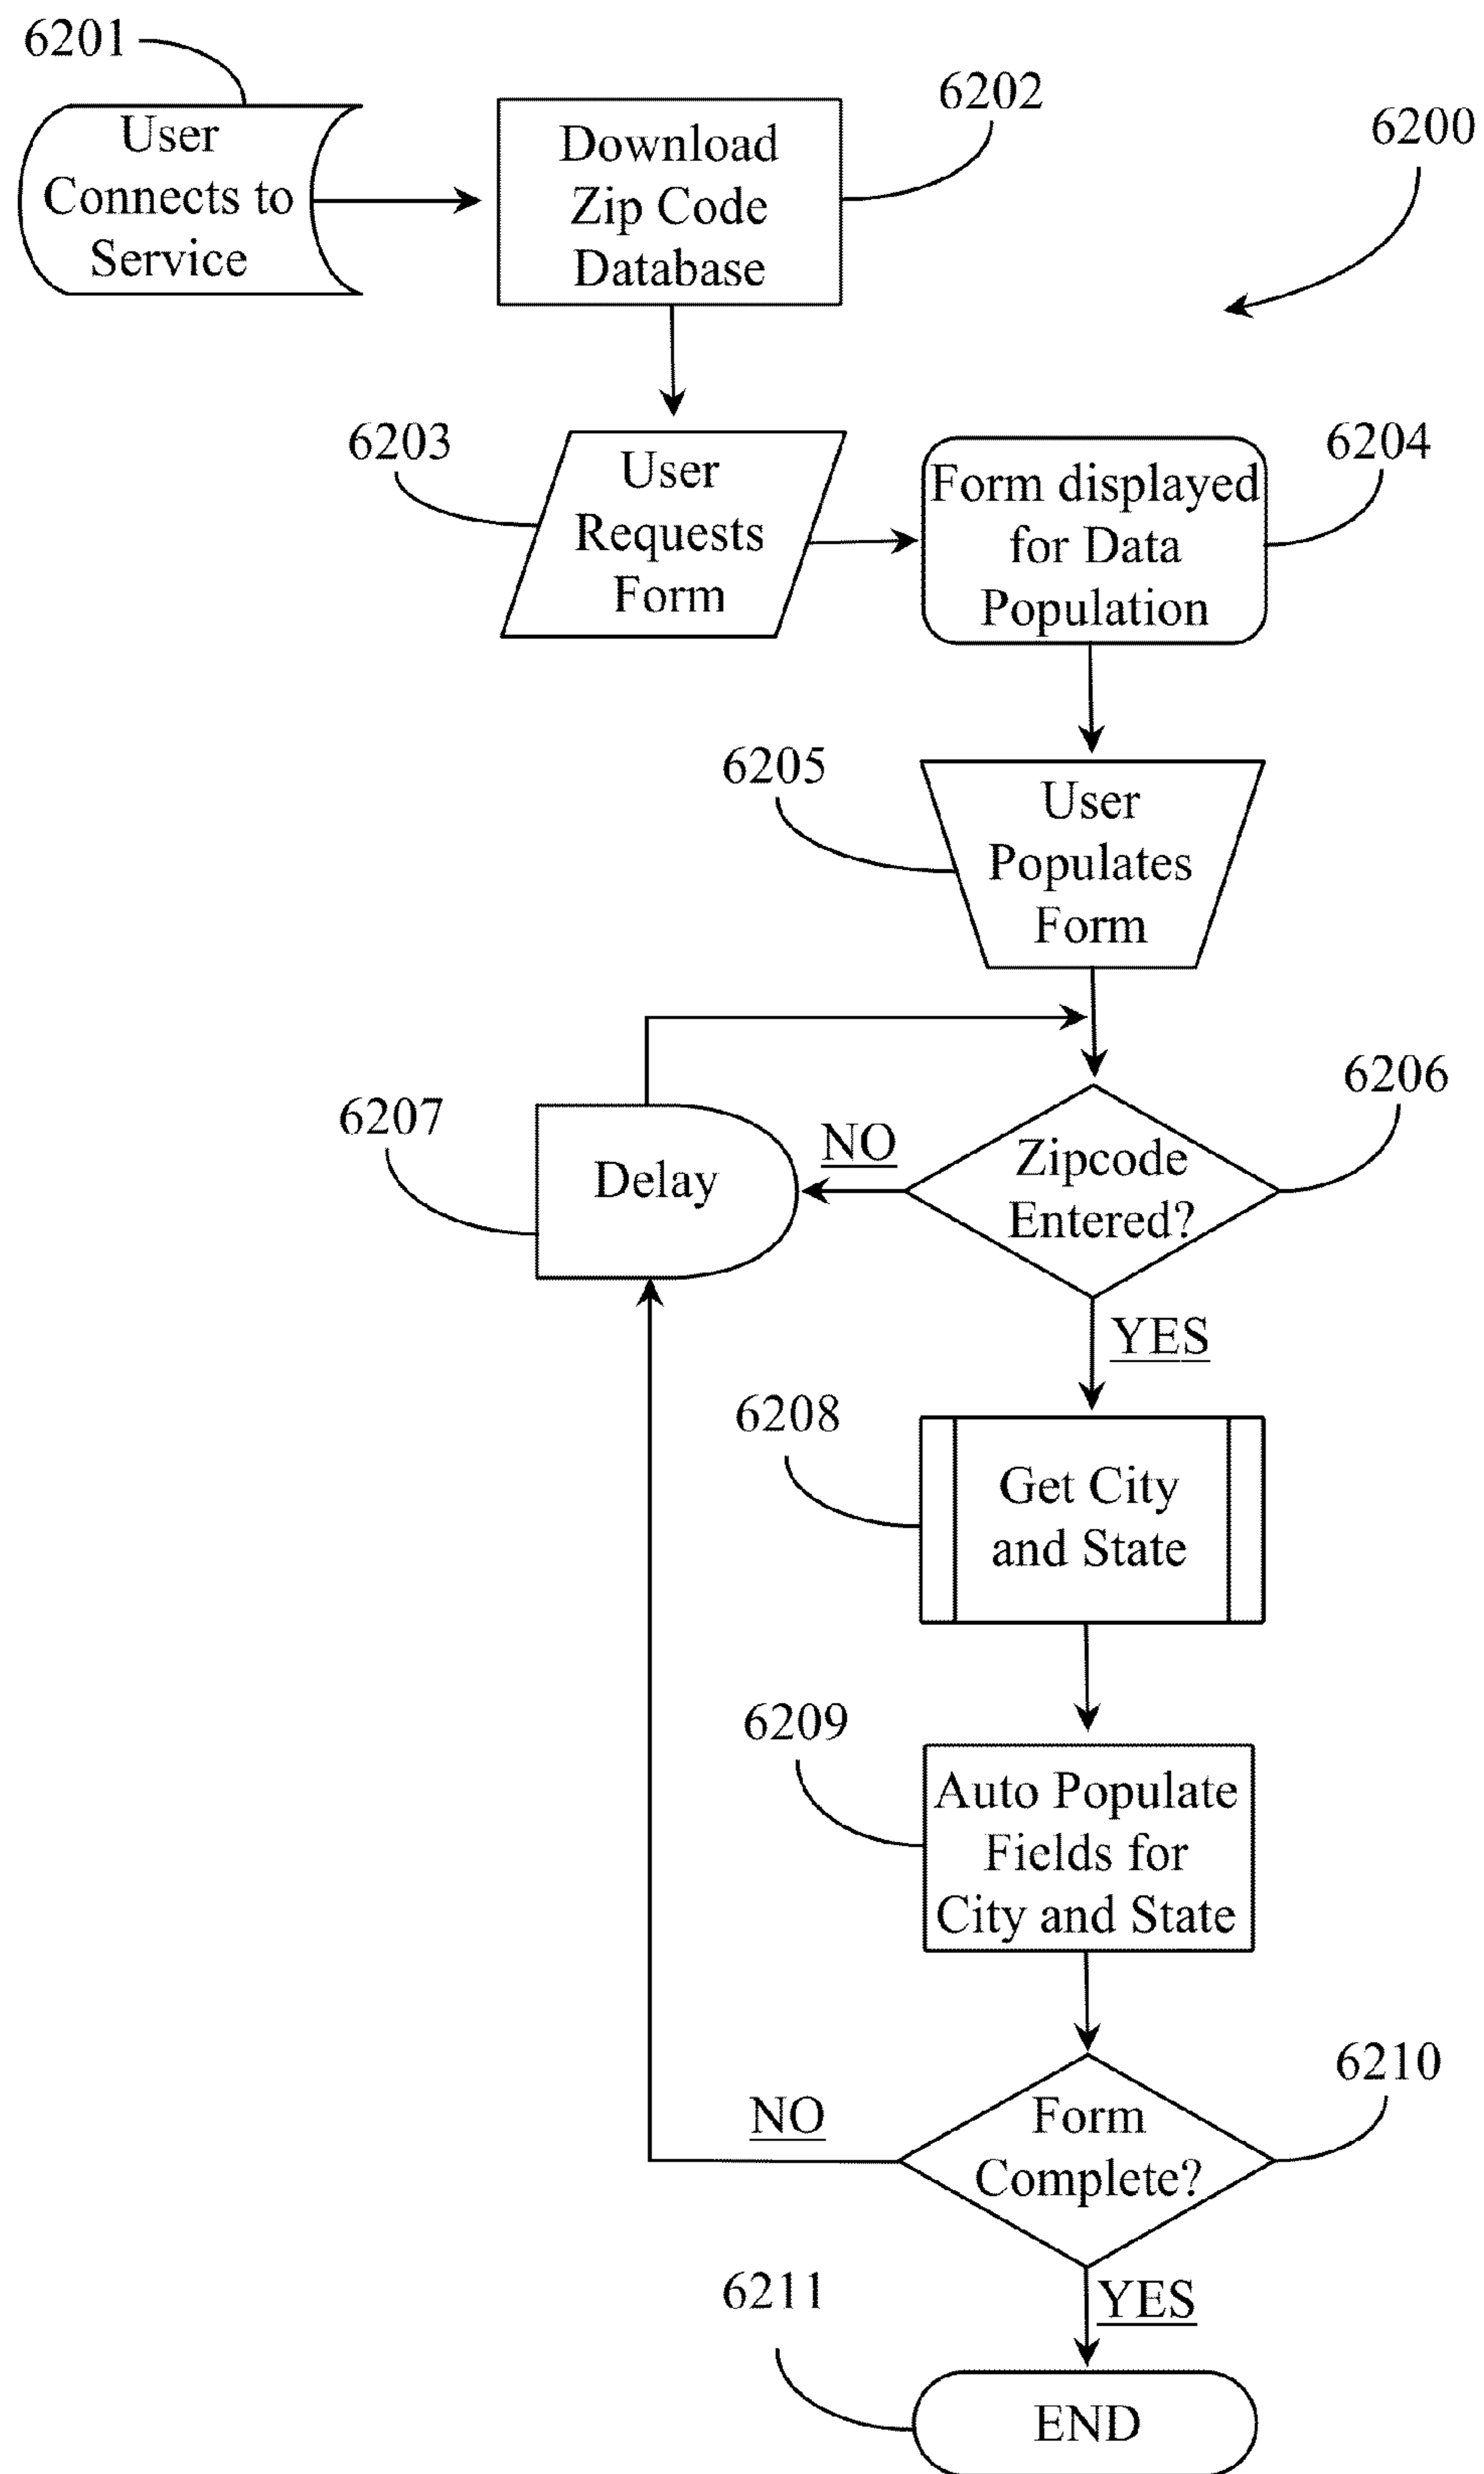 6201
User
Connects to
Service
Download
Zip Code
Database
6202
6200
6203
User
Requests
Form
Form displayed
for Data
Population
6204
6205
User
Populates
Form
6206
6207
Delay
NO
Zipcode
Entered?
YES
6208
Get City
and State
6209
Auto Populate
Fields for
City and State
6210
NO
Form
Complete?
YES
6211
END